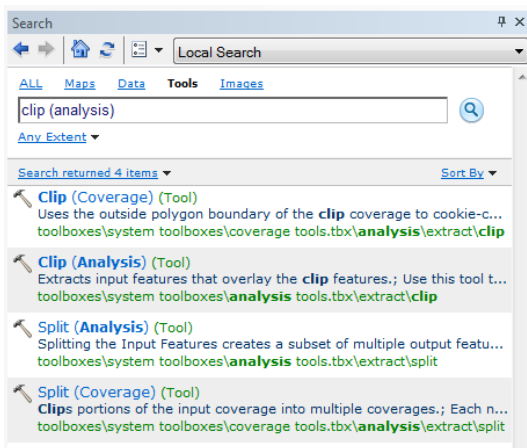 Search
Local Search
ALL Maps Data Tools Images
clip (analysis)
Any Extent
Search returned 4 items Sort By
Clip (Coverage) (Tool)
Uses the outside polygon boundary of the clip coverage to cookie-c...
toolboxes\system toolboxes\coverage tools.tbx\analysis\extract\clip
Clip (Analysis) (Tool)
Extracts input features that overlay the clip features.; Use this tool t...
toolboxes\system toolboxes\analysis tools.tbx\extract\clip
Split (Analysis) (Tool)
Splitting the Input Features creates a subset of multiple output featu...
toolboxes\system toolboxes\analysis tools.tbx\extract\split
Split (Coverage) (Tool)
Clips portions of the input coverage into multiple coverages.; Each n...
toolboxes\system toolboxes\coverage tools.tbx\analysis\extract\split